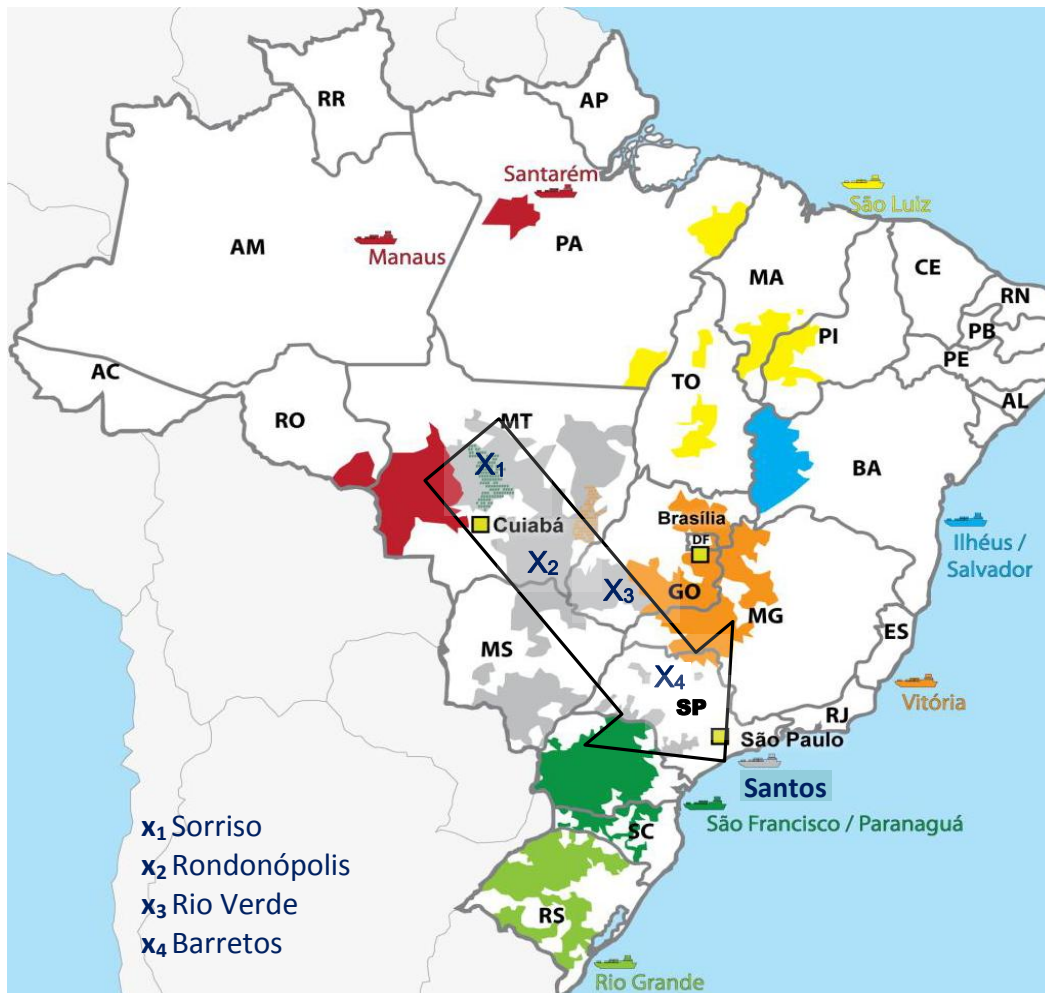 RR
AP
Santarém
São Luiz
AM
Manaus
PA
MA
CE
RN
PB
PI
PE
AC
TO
AL
RO
MT
BA
X1
Brasília
Cuiabá
DF
Ilhéus /
Salvador
X2
X3
GO
MG
ES
MS
X4
SP
Vitória
RJ
São Paulo
Santos
São Francisco / Paranaguá
SC
x1 Sorriso
x2 Rondonópolis
x3 Rio Verde
x4 Barretos
RS
Rio Grande